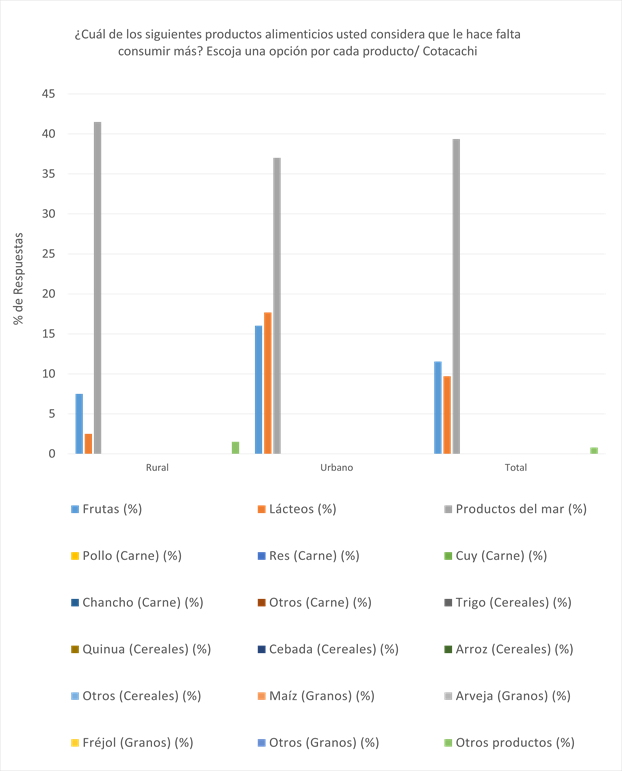 ¿Cuál de los siguientes productos alimenticios usted considera que le hace falta
consumir más? Escoja una opción por cada producto/ Cotacachi
45
40
35
30
25
20
15
10
5
0
% de Respuestas
Rural Urbano Total
Frutas (%) Lácteos (%) Productos del mar (%)
Pollo (Carne) (%) Res (Carne) (%) Cuy (Carne) (%)
Chancho (Carne) (%) Otros (Carne) (%) Trigo (Cereales) (%)
Quinua (Cereales) (%) Cebada (Cereales) (%) Arroz (Cereales) (%)
Otros (Cereales) (%) Maíz (Granos) (%) Arveja (Granos) (%)
Fréjol (Granos) (%) Otros (Granos) (%) Otros productos (%)